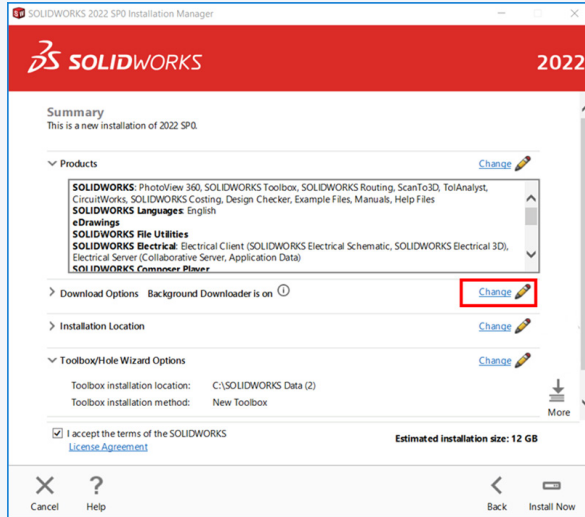 SOLIDWORKS 2022 SP0 Installation Manager
SOLIDWORKS
2022
Summary
This is a new installation of 2022 SP0.
Products
Change
SOLIDWORKS: PhotoView 360, SOLIDWORKS Toolbox, SOLIDWORKS Routing, ScanTo3D, TolAnalyst,
CircuitWorks, SOLIDWORKS Costing, Design Checker, Example Files, Manuals, Help Files
SOLIDWORKS Languages: English
eDrawings
SOLIDWORKS File Utilities
SOLIDWORKS Electrical: Electrical Client (SOLIDWORKS Electrical Schematic, SOLIDWORKS Electrical 3D),
Electrical Server (Collaborative Server, Application Data)
SOLIDWORKS Composer Player
Download Options Background Downloader is on
Change
Installation Location
Change
Toolbox/Hole Wizard Options
Change
Toolbox installation location: C:\SOLIDWORKS Data (2)
Toolbox installation method: New Toolbox
More
I accept the terms of the SOLIDWORKS
License Agreement
Estimated installation size: 12 GB
Cancel
Help
Back
Install Now